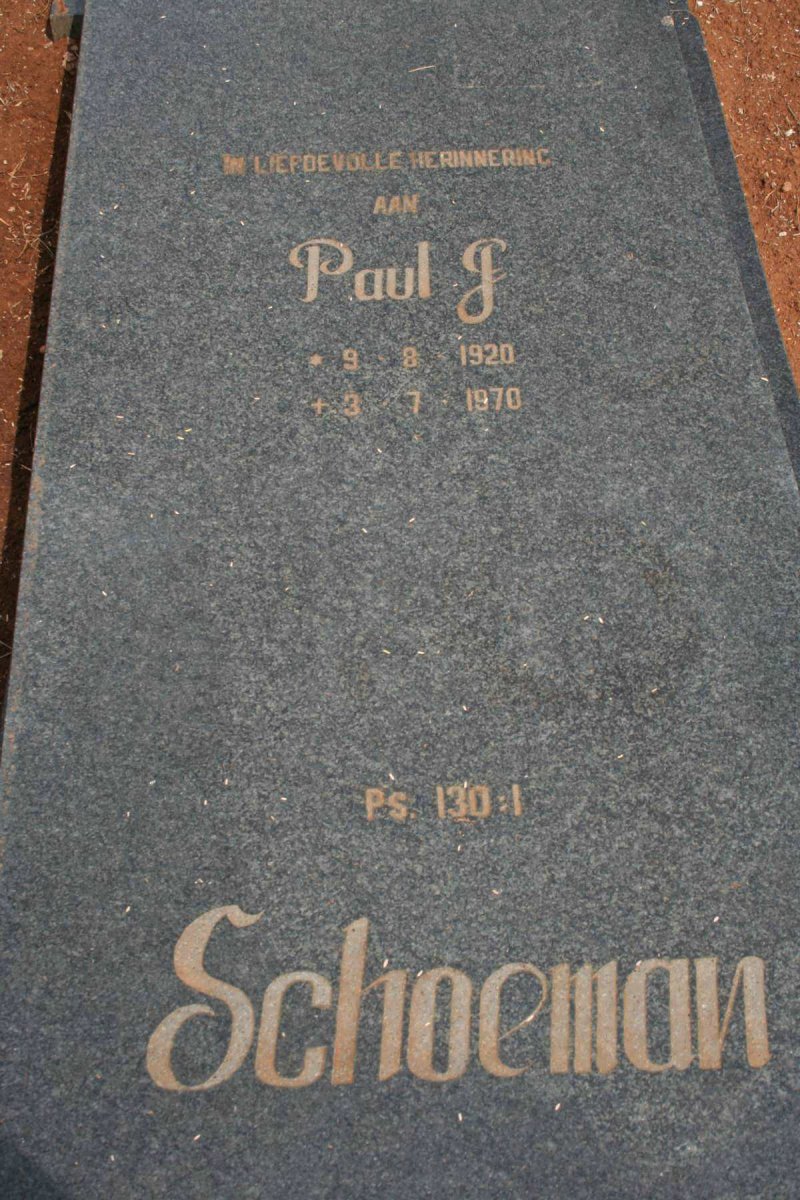 IN LIEFDEVOLLE HERINNERING
AAN
Paul J
* 9 - 8 - 1920
+ 3 - 7 - 1970
Ps. 130:1
Schoeman